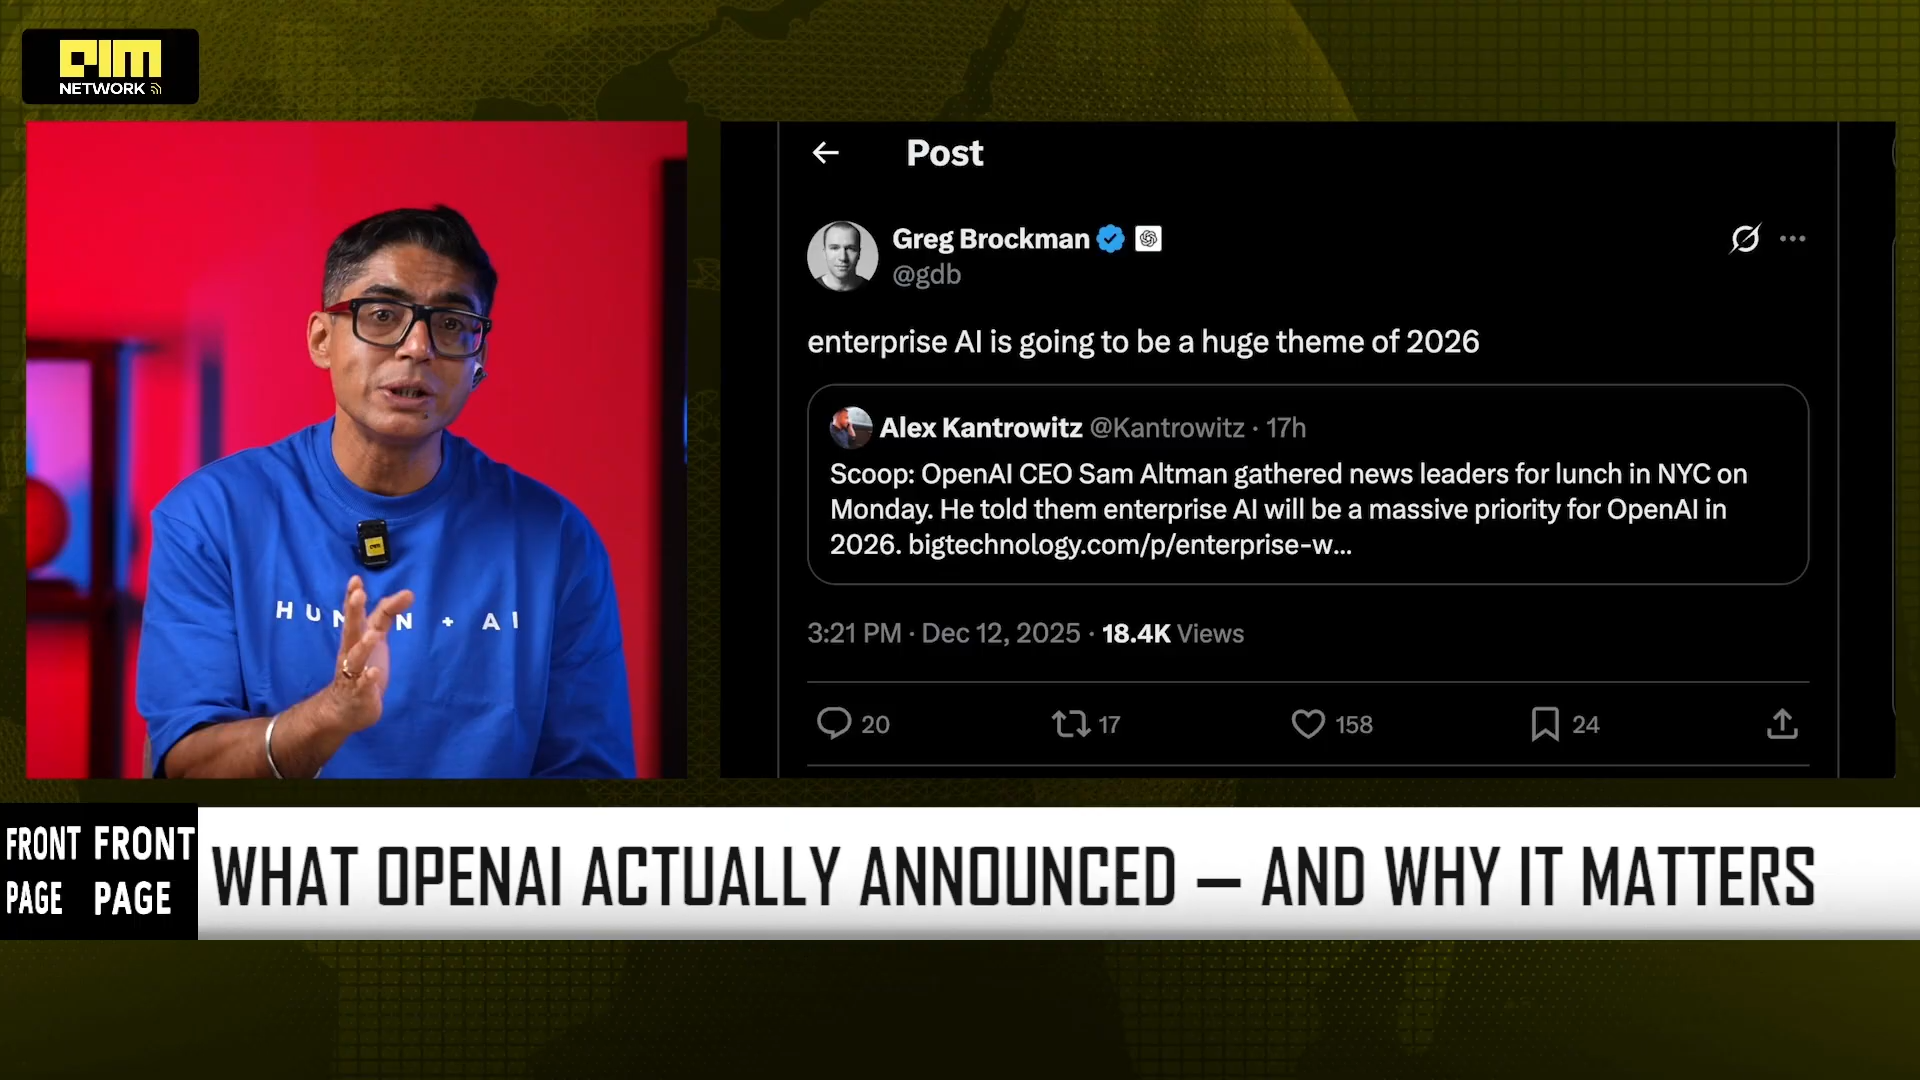 AIM
NETWORK
Post
Greg Brockman
@gdb
enterprise AI is going to be a huge theme of 2026
Alex Kantrowitz @Kantrowitz · 17h
Scoop: OpenAI CEO Sam Altman gathered news leaders for lunch in NYC on
Monday. He told them enterprise AI will be a massive priority for OpenAI in
2026. bigtechnology.com/p/enterprise-w...
3:21 PM · Dec 12, 2025 · 18.4K Views
20 17 158 24
HUMAN + AI
FRONT FRONT
PAGE PAGE
WHAT OPENAI ACTUALLY ANNOUNCED — AND WHY IT MATTERS